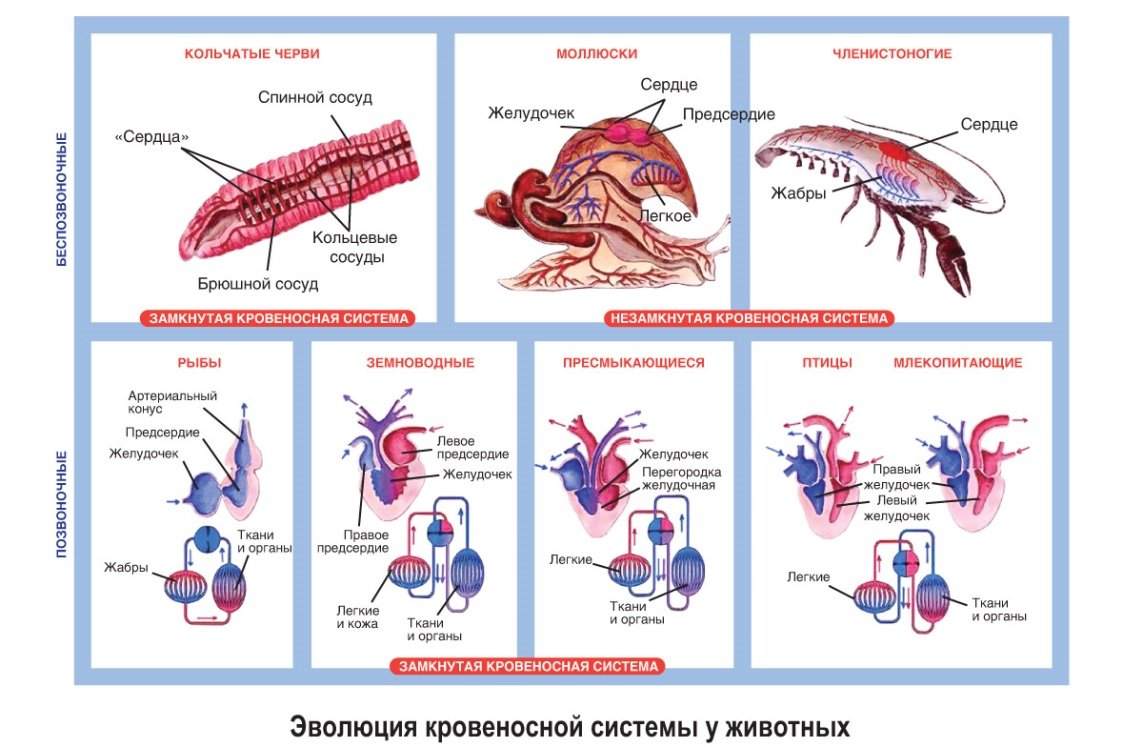 КОЛЬЧАТЫЕ ЧЕРВИ
Спинной сосуд
«Сердца»
Кольцевые
сосуды
Брюшной сосуд
ЗАМКНУТАЯ КРОВЕНОСНАЯ СИСТЕМА
МОЛЛЮСКИ
Сердце
Желудочек
Предсердие
Легкое
ЧЛЕНИСТОНОГИЕ
Сердце
Жабры
НЕЗАМКНУТАЯ КРОВЕНОСНАЯ СИСТЕМА
БЕСПОЗВОНОЧНЫЕ
ПОЗВОНОЧНЫЕ
РЫБЫ
Артериальный
конус
Предсердие
Желудочек
Ткани
и органы
Жабры
ЗЕМНОВОДНЫЕ
Левое
предсердие
Желудочек
Правое
предсердие
Легкие
и кожа
Ткани
и органы
ПРЕСМЫКАЮЩИЕСЯ
Желудочек
Перегородка
желудочная
Легкие
Ткани
и органы
ПТИЦЫ
МЛЕКОПИТАЮЩИЕ
Правый
желудочек
Левый
желудочек
Легкие
Ткани
и органы
ЗАМКНУТАЯ КРОВЕНОСНАЯ СИСТЕМА
Эволюция кровеносной системы у животных